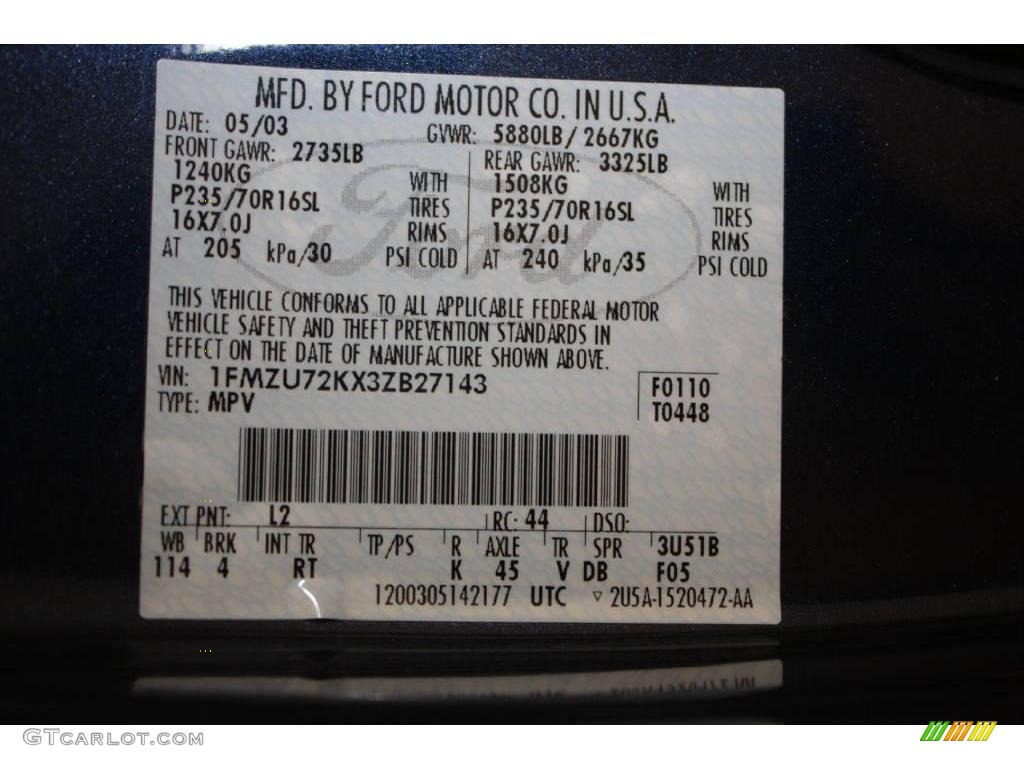 MFD. BY FORD MOTOR CO. IN U.S.A.
DATE: 05/03 GVWR: 5880LB/ 2667KG
FRONT GAWR: 2735LB REAR GAWR: 3325LB
1240KG WITH 1508KG WITH
P235/70R16SL TIRES P235/70R16SL TIRES
16X7.0J RIMS 16X7.0J RIMS
AT 205 kPa/30 PSI COLD AT 240 kPa/35 PSI COLD
Ford
THIS VEHICLE CONFORMS TO ALL APPLICABLE FEDERAL MOTOR
VEHICLE SAFETY AND THEFT PREVENTION STANDARDS IN
EFFECT ON THE DATE OF MANUFACTURE SHOWN ABOVE.
VIN: 1FMZU72KX3ZB27143 F0110
TYPE: MPV T0448
EXT PNT: L2 RC: 44 DSO:
WB BRK INT TR TP/PS R AXLE TR SPR 3U51B
114 4 RT K 45 V DB F05
1200305142177 UTC ▽ 2U5A-1520472-AA
GTcarlot.com